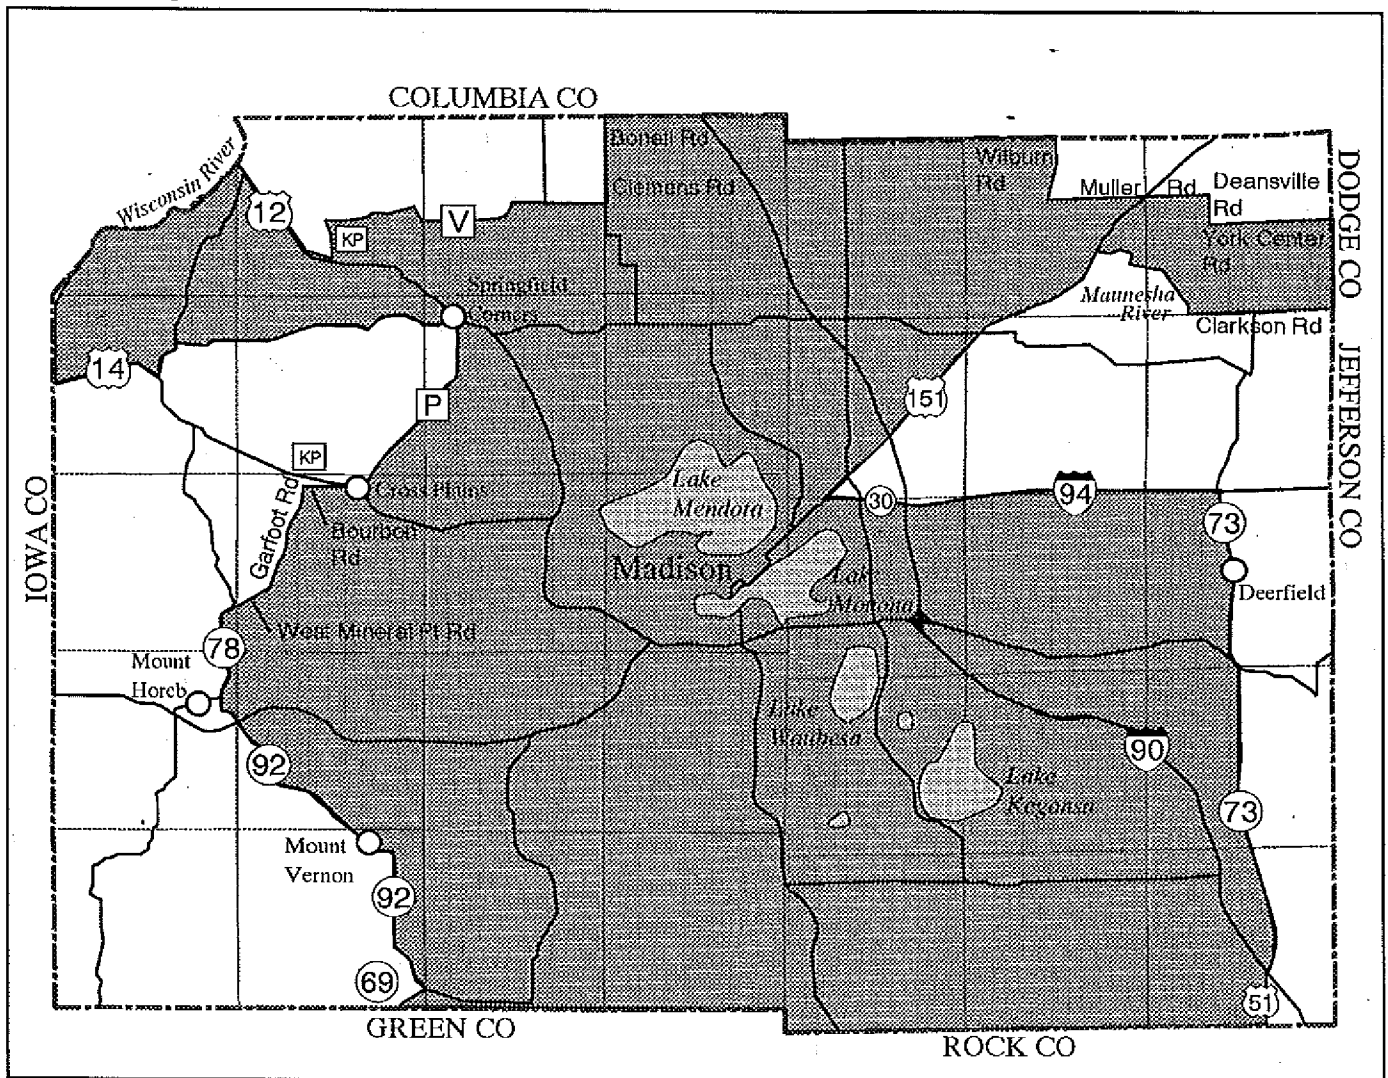 COLUMBIA CO
Bonell Rd
Wisconsin River
Wilburn
Rd
DODGE CO
Clemens Rd
Muller Rd
Deansville
Rd
12
V
KP
York Center
Rd
Springfield
Corners
Maunesha
River
Clarkson Rd
14
JEFFERSON CO
P
151
KP
Lake
Mendota
94
30
Cross Plains
IOWA CO
Garfoot Rd
73
Bourbon
Rd
Madison
Lake
Monona
Deerfield
West Mineral Pt Rd
78
Mount
Horeb
Lake
Waubesa
90
92
Lake
Kegonsa
73
Mount
Vernon
92
69
51
GREEN CO
ROCK CO